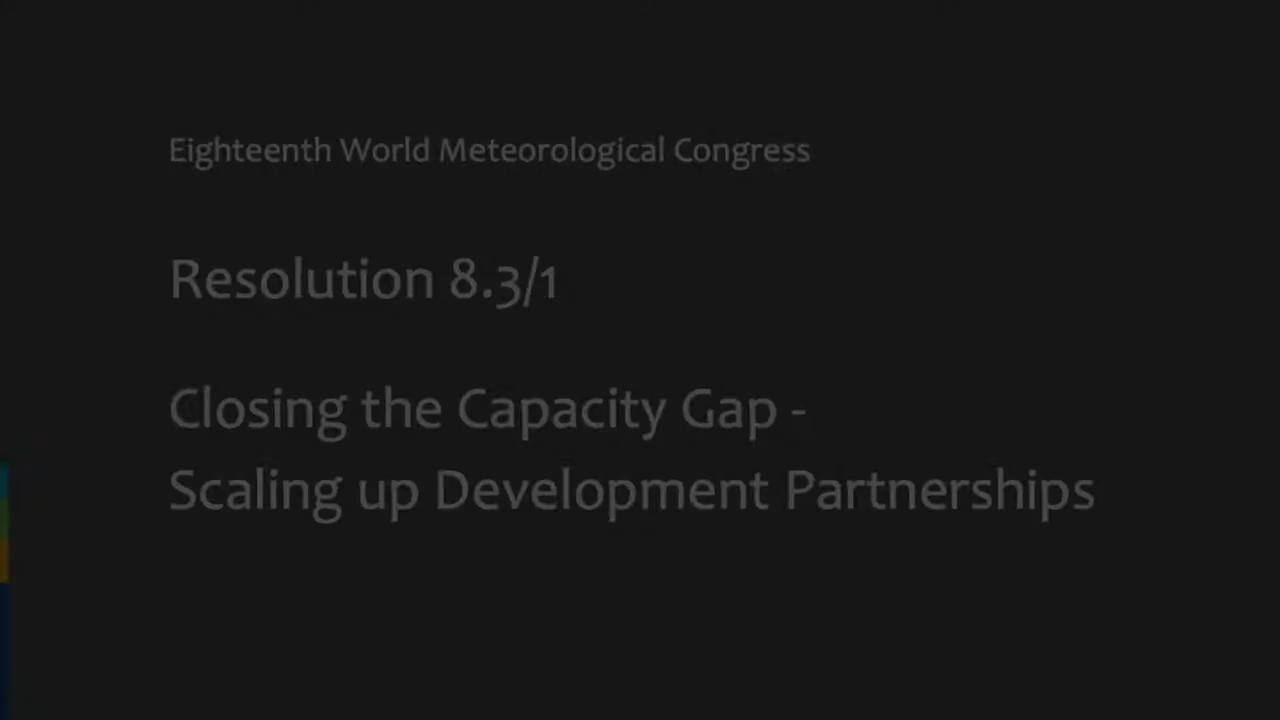 Eighteenth World Meteorological Congress
Resolution 8.3/1
Closing the Capacity Gap -
Scaling up Development Partnerships